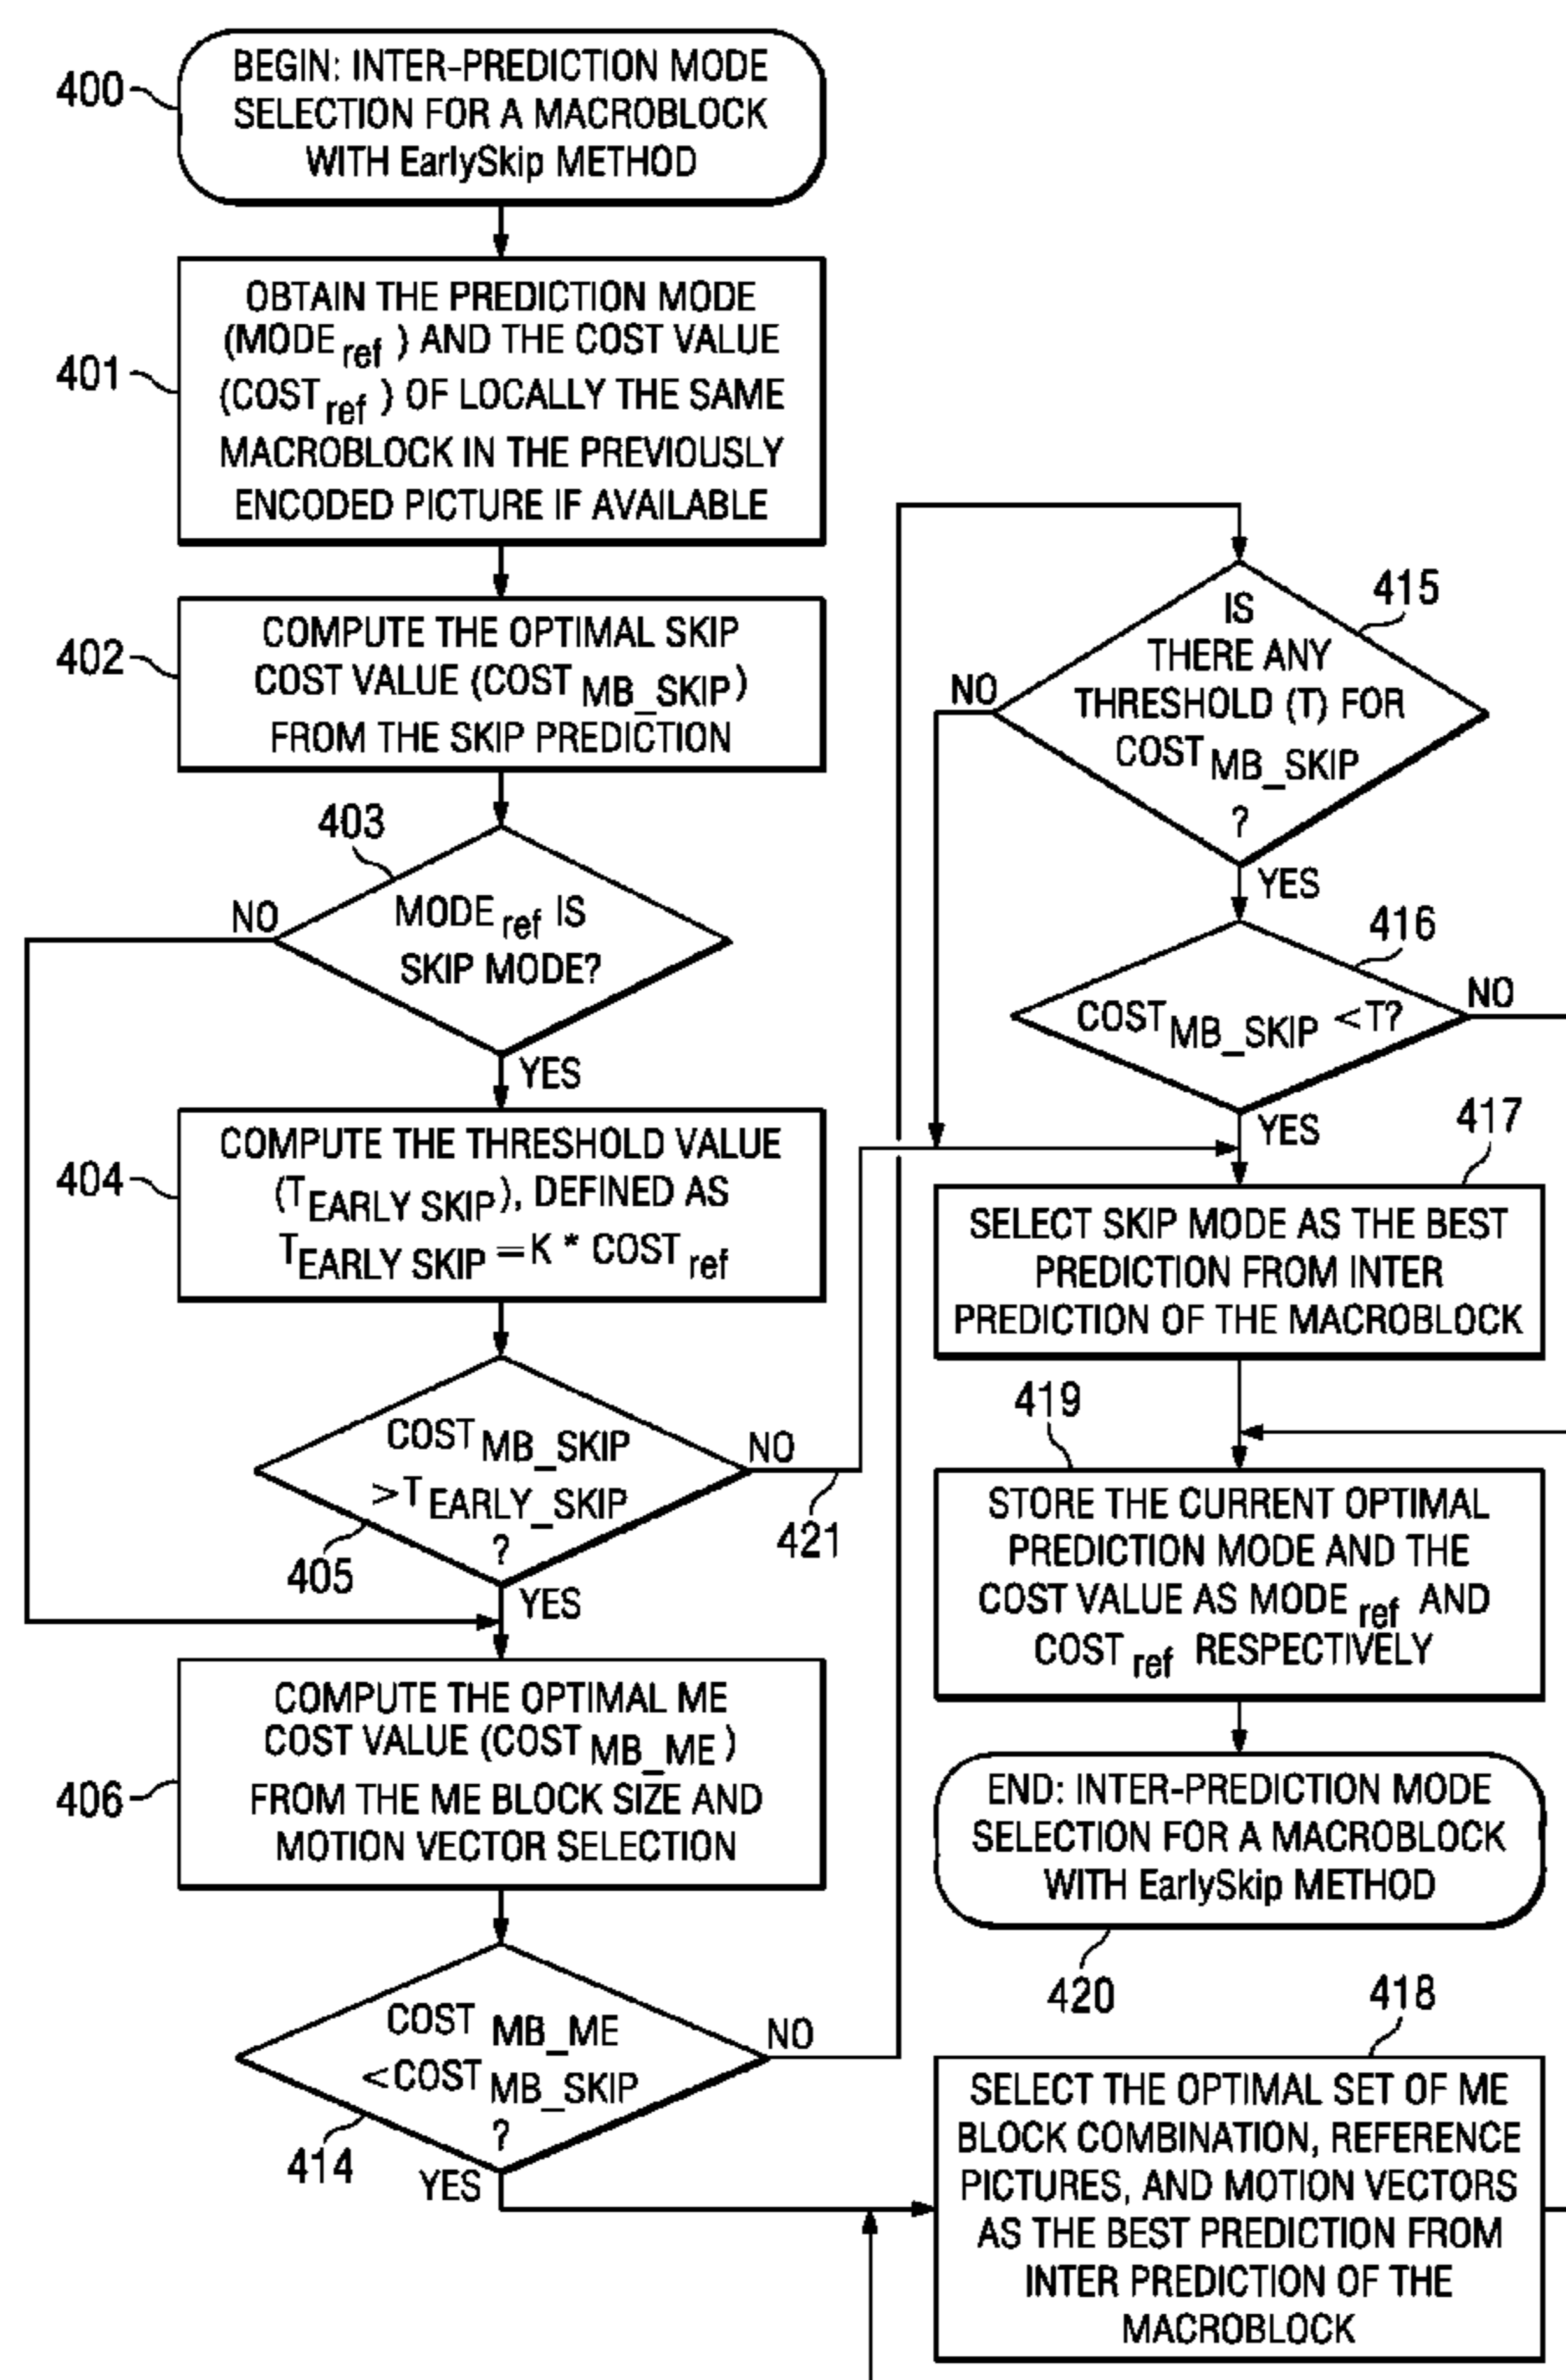 400
BEGIN: INTER-PREDICTION MODE
SELECTION FOR A MACROBLOCK
WITH EarlySkip METHOD
401
OBTAIN THE PREDICTION MODE
(MODE ref ) AND THE COST VALUE
(COST ref ) OF LOCALLY THE SAME
MACROBLOCK IN THE PREVIOUSLY
ENCODED PICTURE IF AVAILABLE
402
COMPUTE THE OPTIMAL SKIP
COST VALUE (COST MB_SKIP)
FROM THE SKIP PREDICTION
403
NO
MODE ref IS
SKIP MODE?
YES
404
COMPUTE THE THRESHOLD VALUE
(T EARLY SKIP), DEFINED AS
T EARLY SKIP = K * COST ref
COST MB_SKIP
>T EARLY_SKIP
?
NO
405
421
YES
406
COMPUTE THE OPTIMAL ME
COST VALUE (COST MB_ME )
FROM THE ME BLOCK SIZE AND
MOTION VECTOR SELECTION
COST MB_ME
<COST MB_SKIP
?
NO
414
YES
415
IS
THERE ANY
THRESHOLD (T) FOR
COST MB_SKIP
?
NO
YES
416
COST MB_SKIP <T?
NO
YES
417
SELECT SKIP MODE AS THE BEST
PREDICTION FROM INTER
PREDICTION OF THE MACROBLOCK
419
STORE THE CURRENT OPTIMAL
PREDICTION MODE AND THE
COST VALUE AS MODE ref AND
COST ref RESPECTIVELY
END: INTER-PREDICTION MODE
SELECTION FOR A MACROBLOCK
WITH EarlySkip METHOD
420
418
SELECT THE OPTIMAL SET OF ME
BLOCK COMBINATION, REFERENCE
PICTURES, AND MOTION VECTORS
AS THE BEST PREDICTION FROM
INTER PREDICTION OF THE
MACROBLOCK